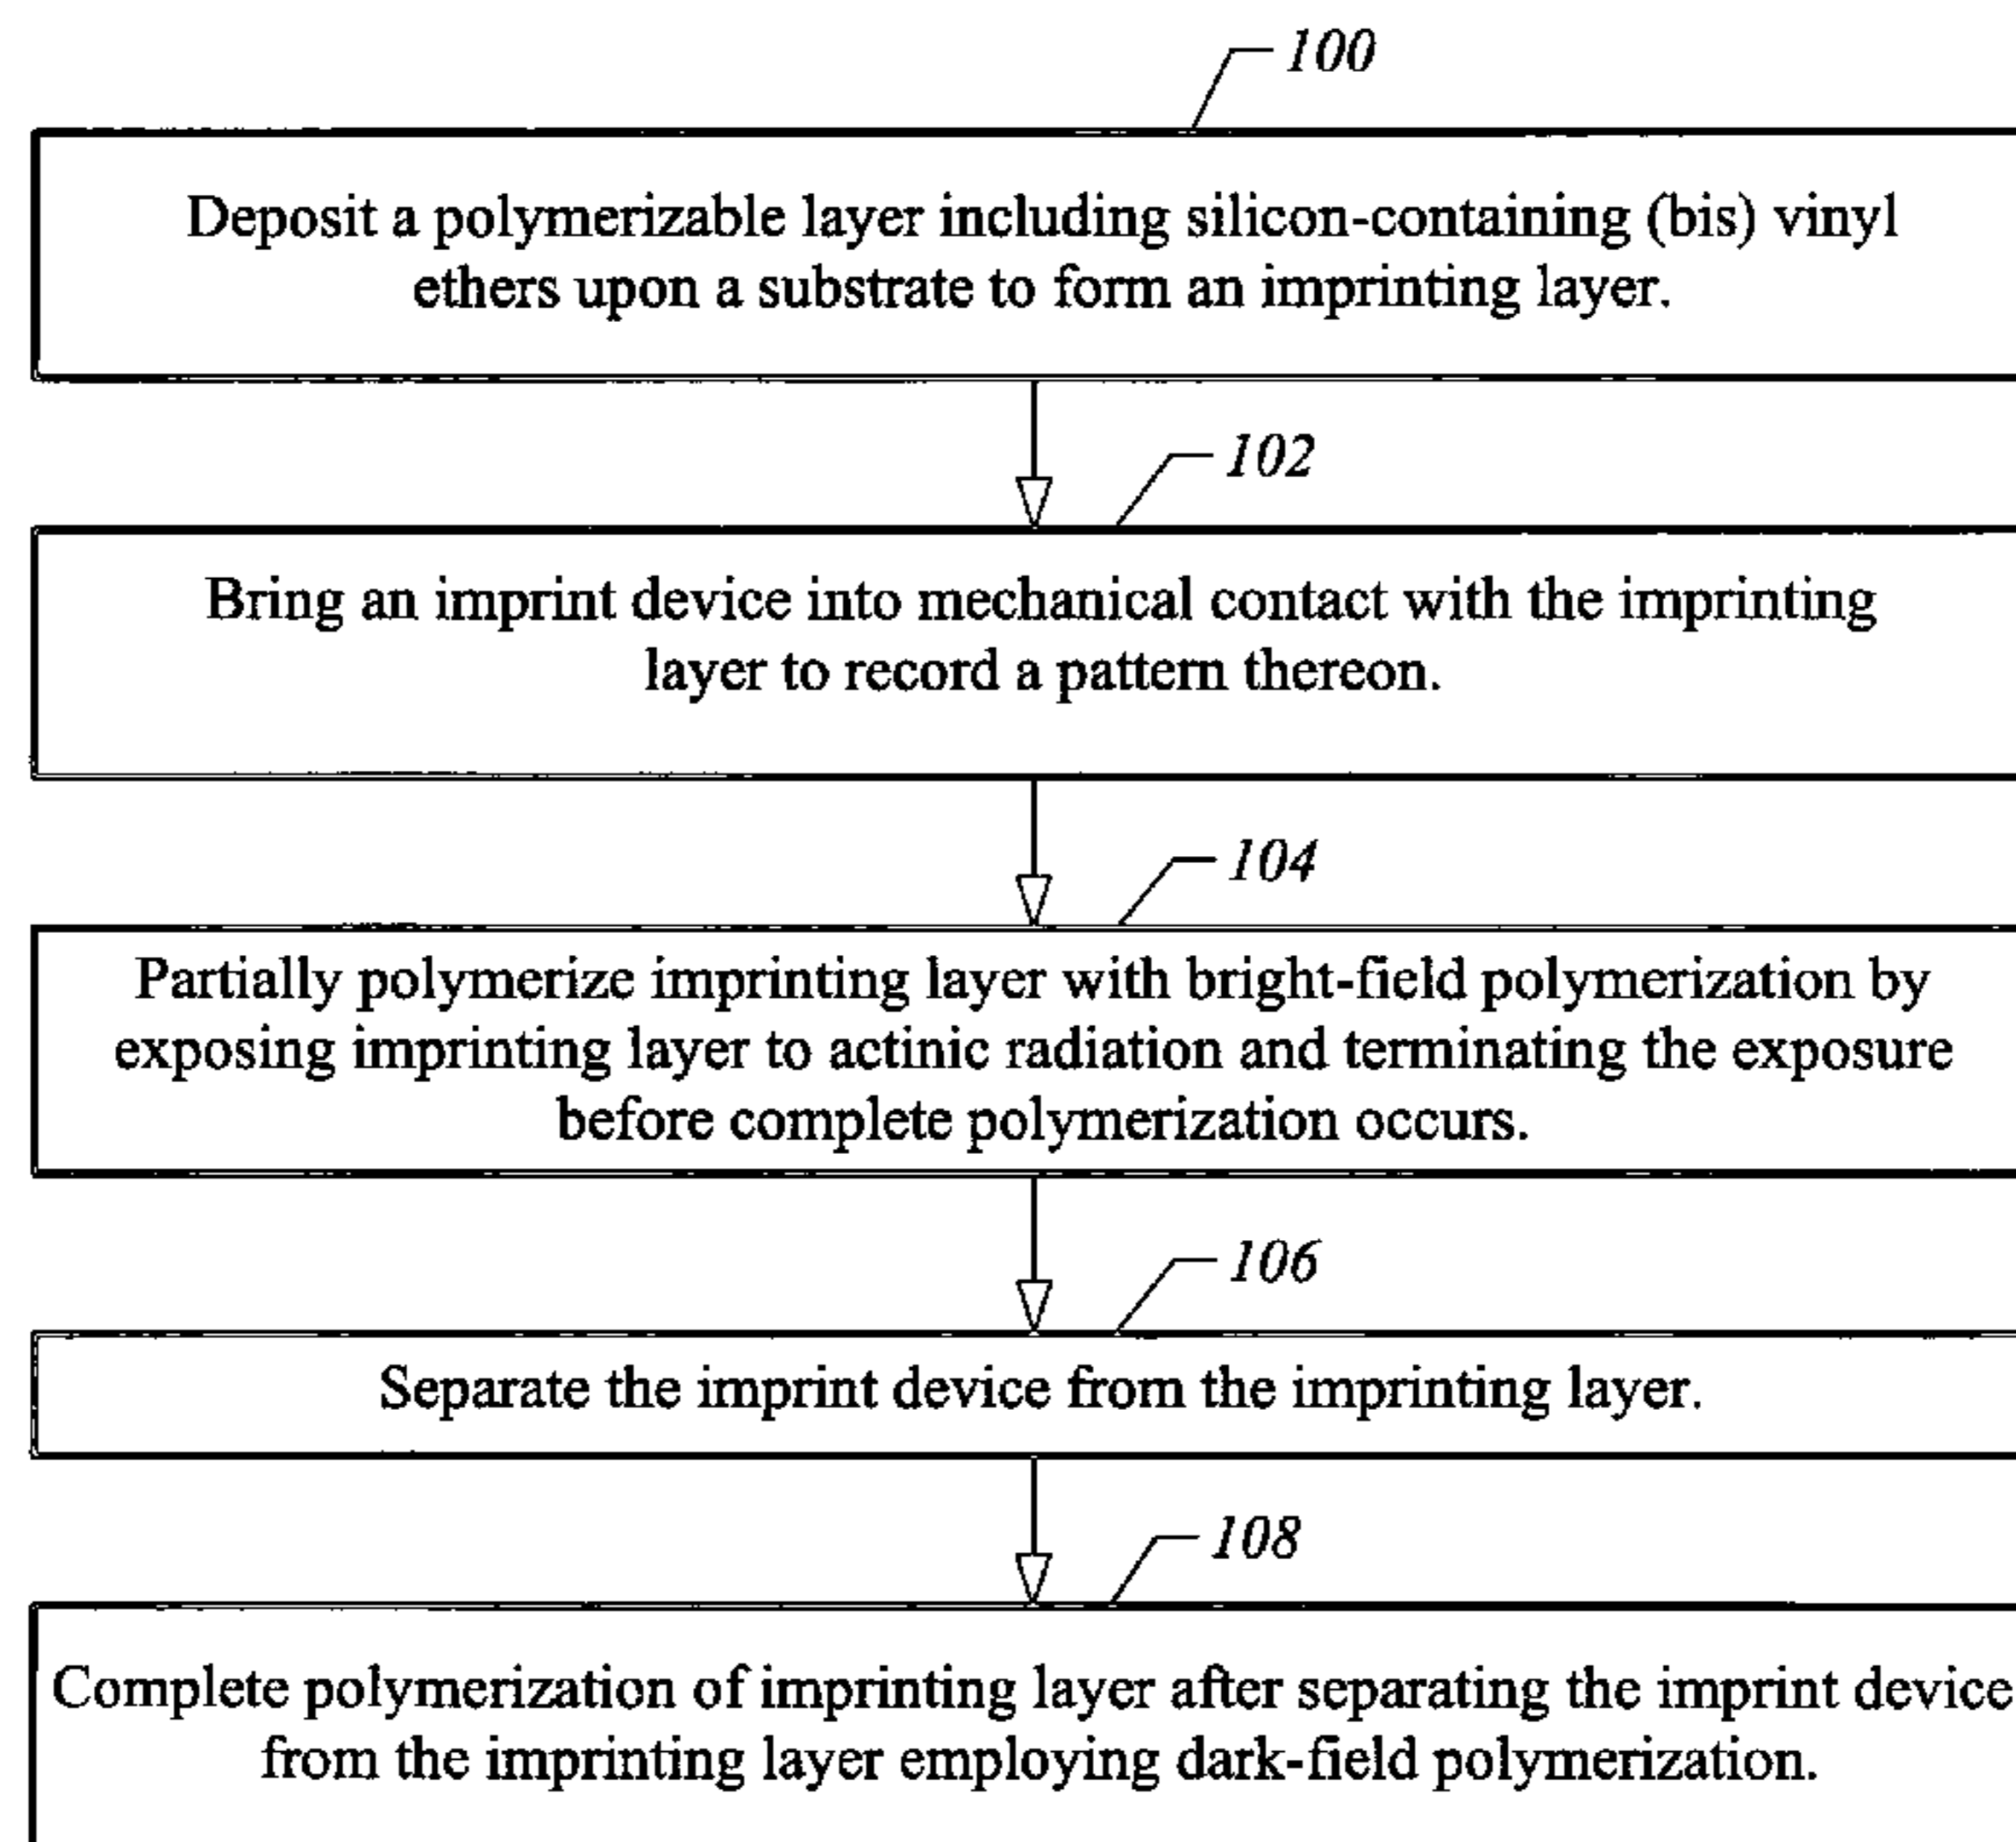 100
Deposit a polymerizable layer including silicon-containing (bis) vinyl
ethers upon a substrate to form an imprinting layer.
102
Bring an imprint device into mechanical contact with the imprinting
layer to record a pattern thereon.
104
Partially polymerize imprinting layer with bright-field polymerization by
exposing imprinting layer to actinic radiation and terminating the exposure
before complete polymerization occurs.
106
Separate the imprint device from the imprinting layer.
108
Complete polymerization of imprinting layer after separating the imprint device
from the imprinting layer employing dark-field polymerization.